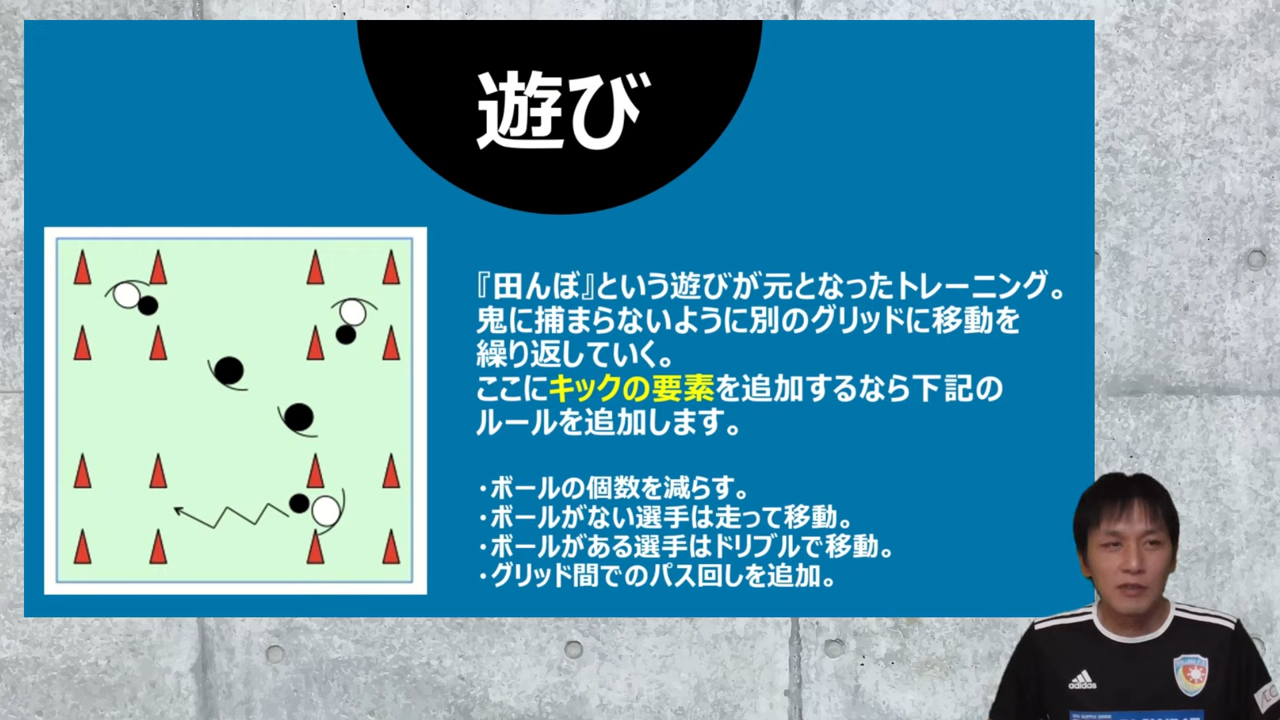 遊び
『田んぼ』という遊びが元となったトレーニング。
鬼に捕まらないように別のグリッドに移動を
繰り返していく。
ここにキックの要素を追加するなら下記の
ルールを追加します。
・ボールの個数を減らす。
・ボールがない選手は走って移動。
・ボールがある選手はドリブルで移動。
・グリッド間でのパス回しを追加。
adidas